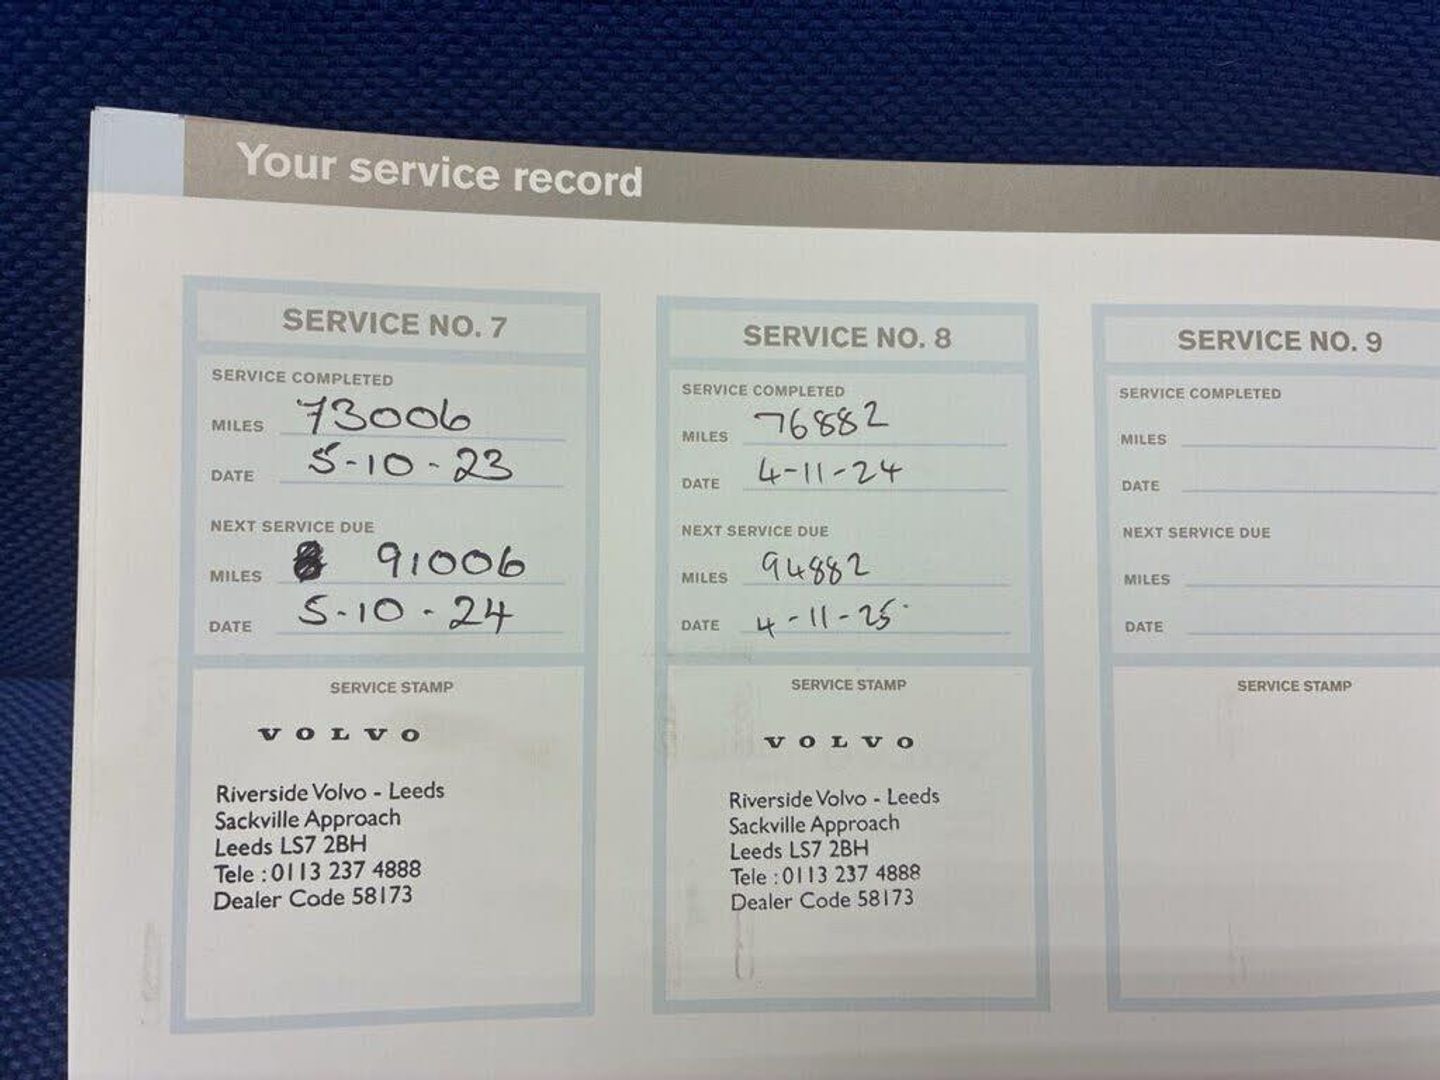 Your service record
SERVICE NO. 7
SERVICE COMPLETED
MILES 73006
DATE 5-10-23
NEXT SERVICE DUE
MILES 91006
DATE 5-10-24
SERVICE STAMP
VOLVO
Riverside Volvo - Leeds
Sackville Approach
Leeds LS7 2BH
Tele : 0113 237 4888
Dealer Code 58173
SERVICE NO. 8
SERVICE COMPLETED
MILES 76882
DATE 4-11-24
NEXT SERVICE DUE
MILES 94882
DATE 4-11-25
SERVICE STAMP
VOLVO
Riverside Volvo - Leeds
Sackville Approach
Leeds LS7 2BH
Tele : 0113 237 4888
Dealer Code 58173
SERVICE NO. 9
SERVICE COMPLETED
MILES
DATE
NEXT SERVICE DUE
MILES
DATE
SERVICE STAMP